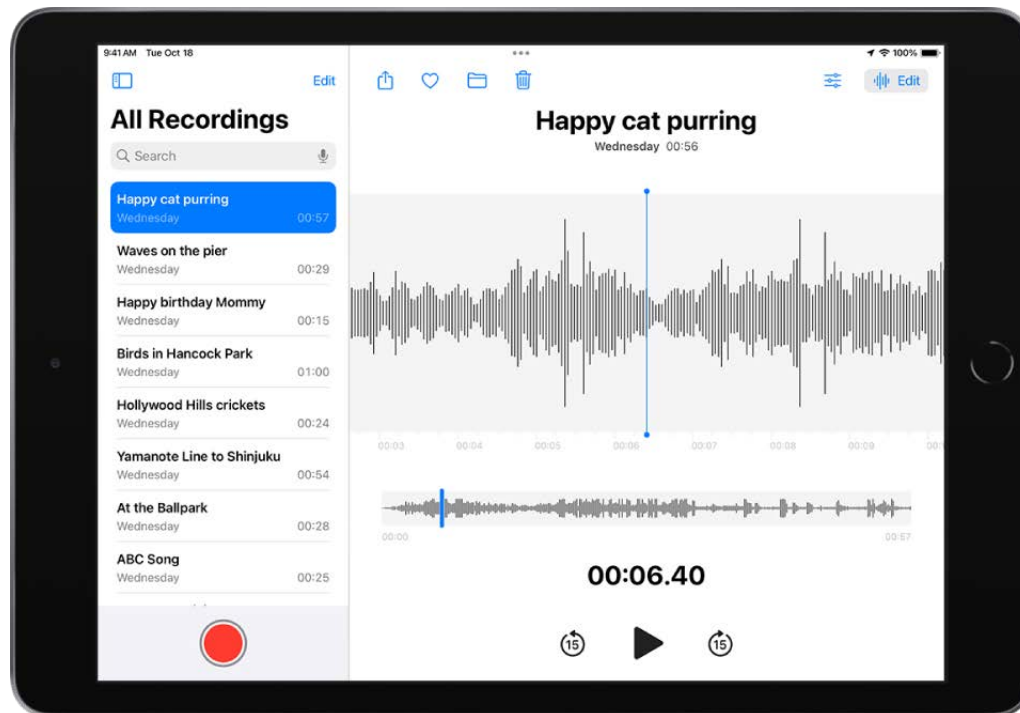 9:41 AM Tue Oct 18
100%
Edit
Edit
All Recordings
Search
Happy cat purring
Wednesday 00:57
Waves on the pier
Wednesday 00:29
Happy birthday Mommy
Wednesday 00:15
Birds in Hancock Park
Wednesday 01:00
Hollywood Hills crickets
Wednesday 00:24
Yamanote Line to Shinjuku
Wednesday 00:54
At the Ballpark
Wednesday 00:28
ABC Song
Wednesday 00:25
Happy cat purring
Wednesday 00:56
00:03 00:04 00:05 00:06 00:07 00:08 00:09
00:00 00:57
00:06.40
15 15